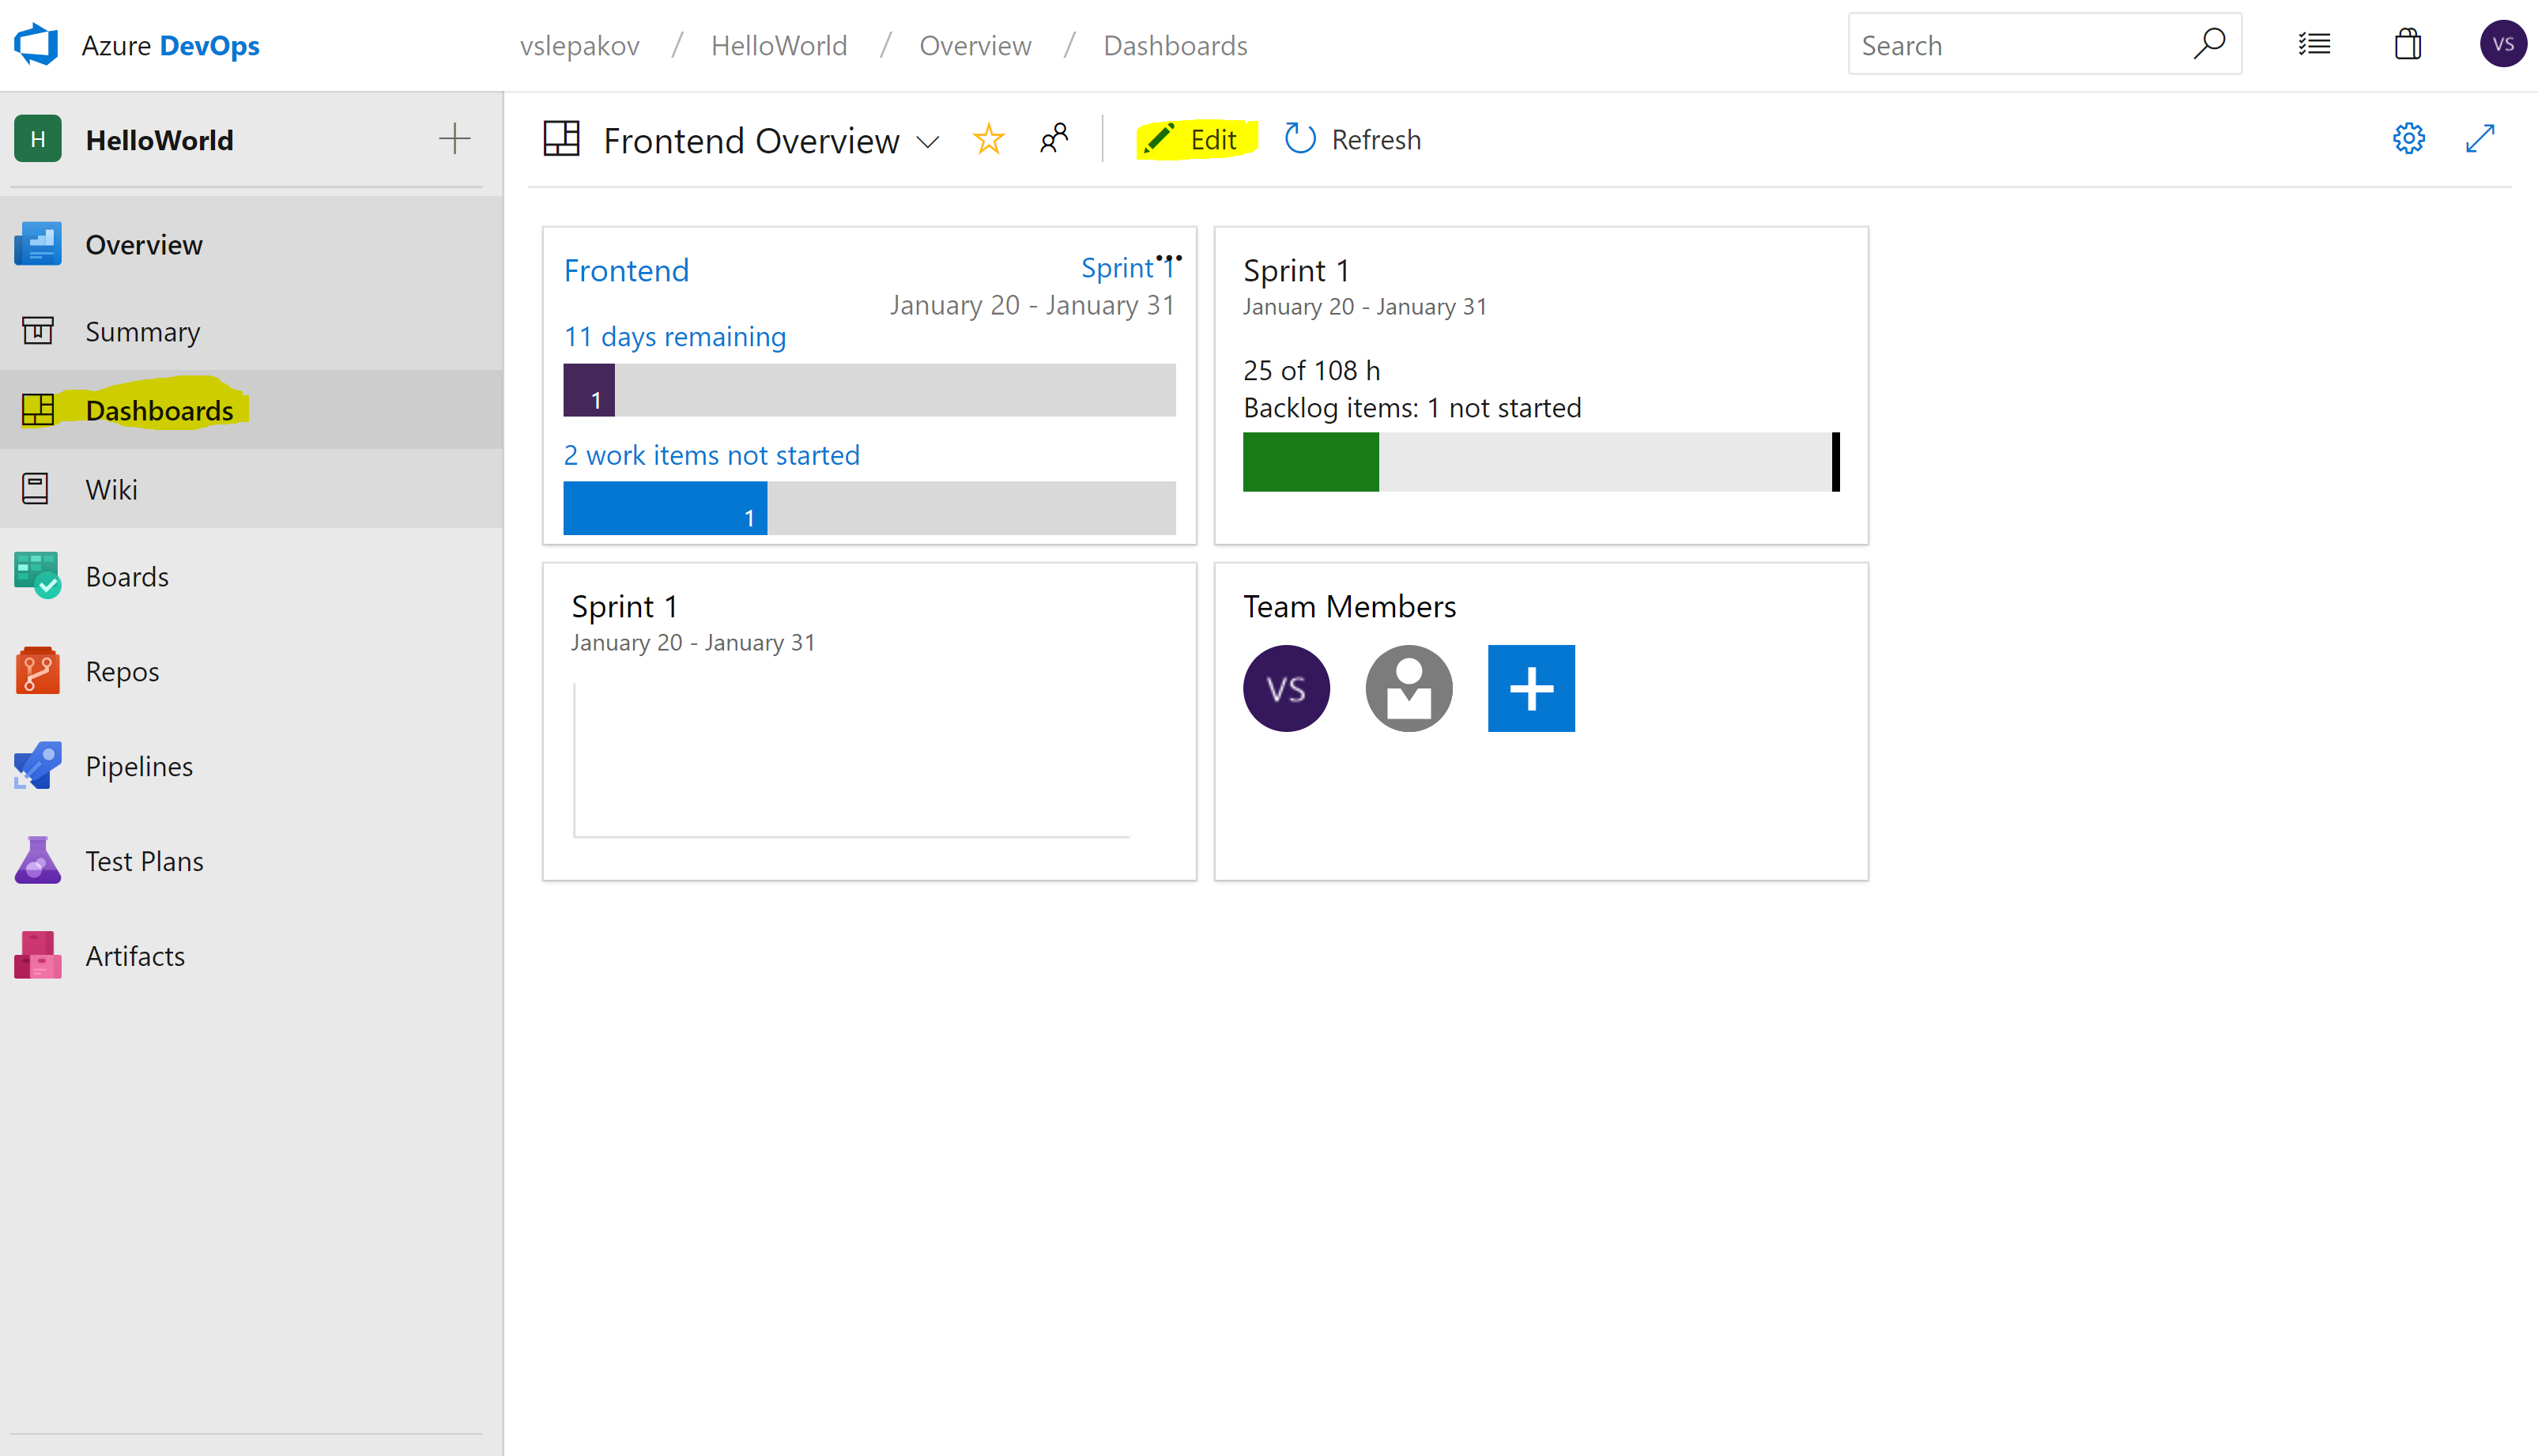 Azure DevOps
vslepakov / HelloWorld / Overview / Dashboards
Search
VS
H
HelloWorld
Frontend Overview
Edit
Refresh
Overview
Summary
Dashboards
Wiki
Boards
Repos
Pipelines
Test Plans
Artifacts
Frontend
Sprint 1
January 20 - January 31
11 days remaining
1
2 work items not started
1
Sprint 1
January 20 - January 31
25 of 108 h
Backlog items: 1 not started
Sprint 1
January 20 - January 31
Team Members
VS